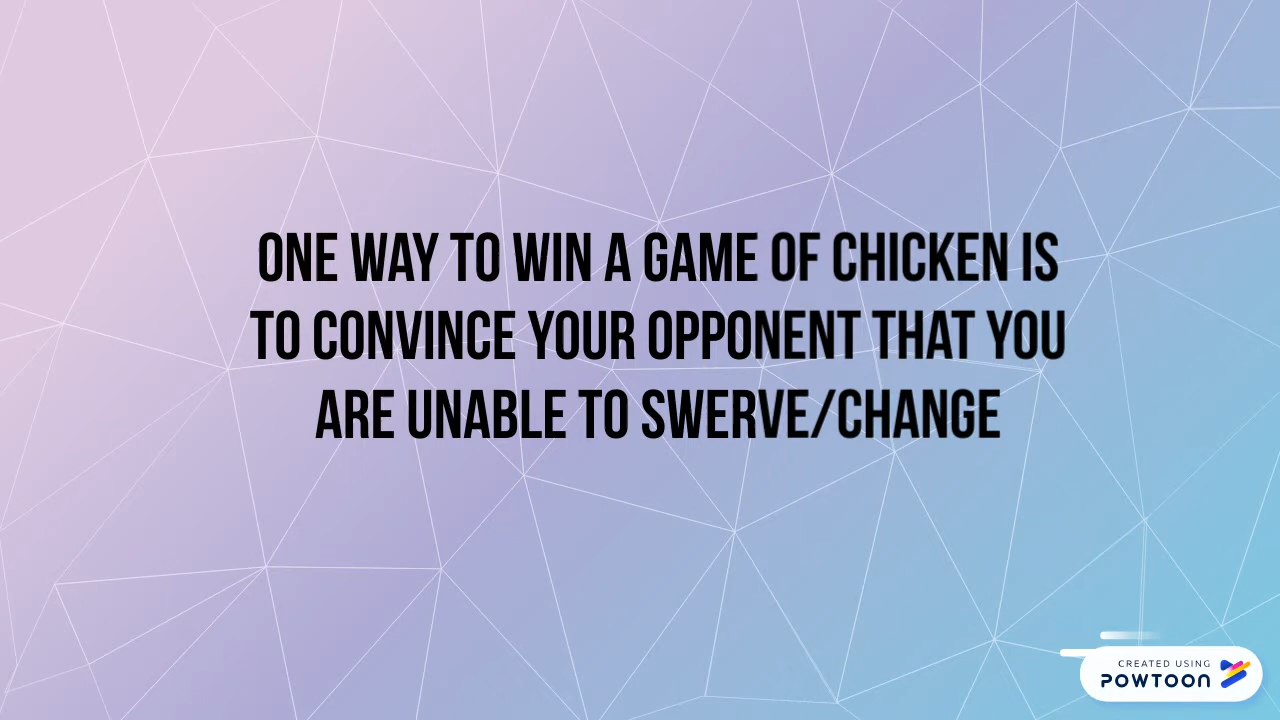 ONE WAY TO WIN A GAME OF CHICKEN IS
TO CONVINCE YOUR OPPONENT THAT YOU
ARE UNABLE TO SWERVE/CHANGE
CREATED USING
POWTOON